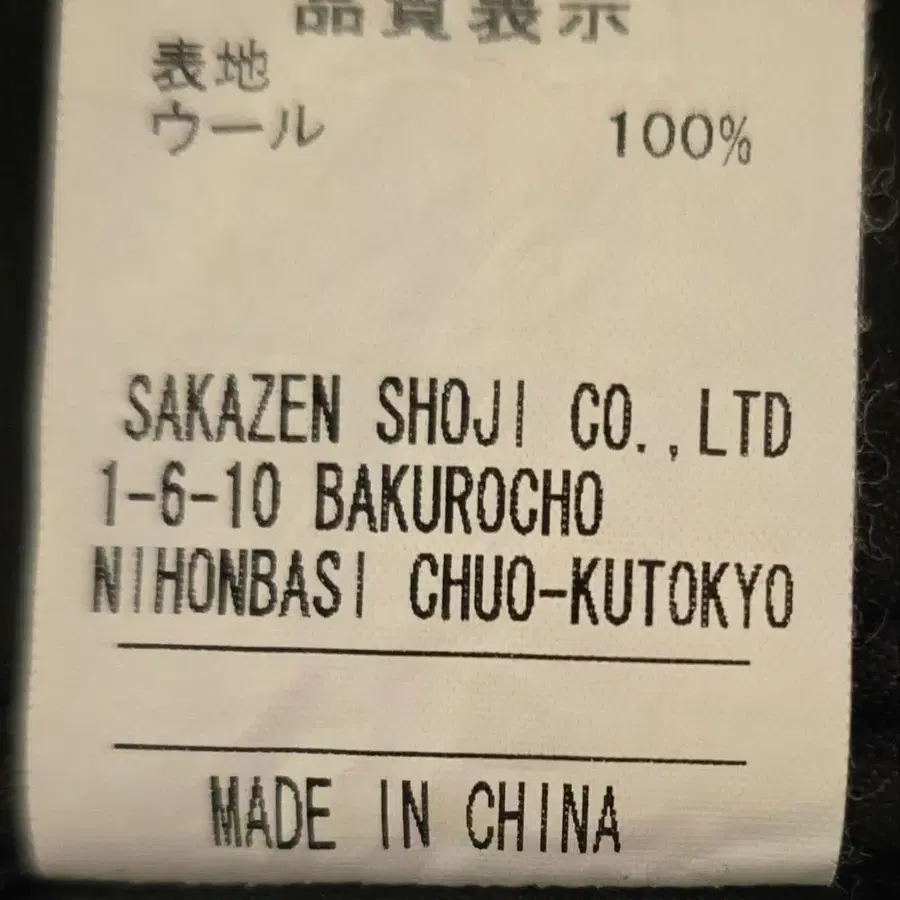 品質表示
表地
ウール 100%
SAKAZEN SHOJI CO.,LTD
1-6-10 BAKUROCHO
NIHONBASI CHUO-KUTOKYO
MADE IN CHINA